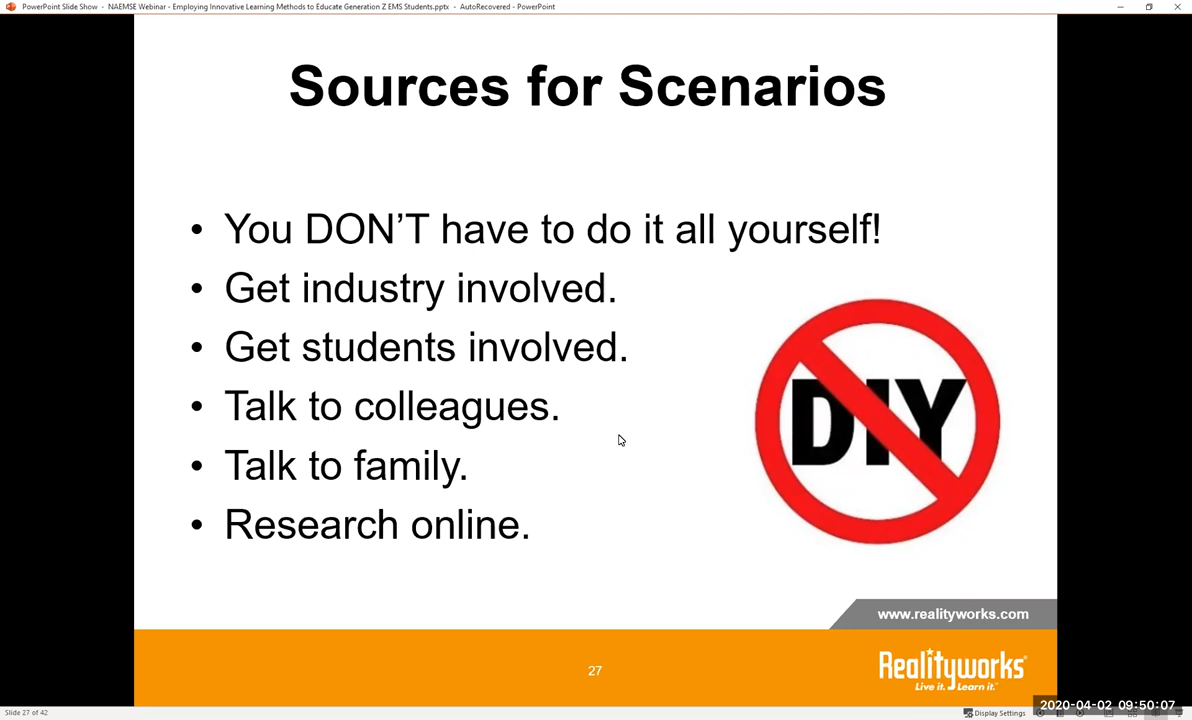 PowerPoint Slide Show - NAEMSE Webinar - Employing Innovative Learning Methods to Educate Generation Z EMS Students.pptx - AutoRecovered - PowerPoint
Sources for Scenarios
• You DON’T have to do it all yourself!
• Get industry involved.
• Get students involved.
• Talk to colleagues.
• Talk to family.
• Research online.
DIY
www.realityworks.com
27
Realityworks®
Live it. Learn it.™
2020-04-02 09:50:07
Slide 27 of 42
Display Settings